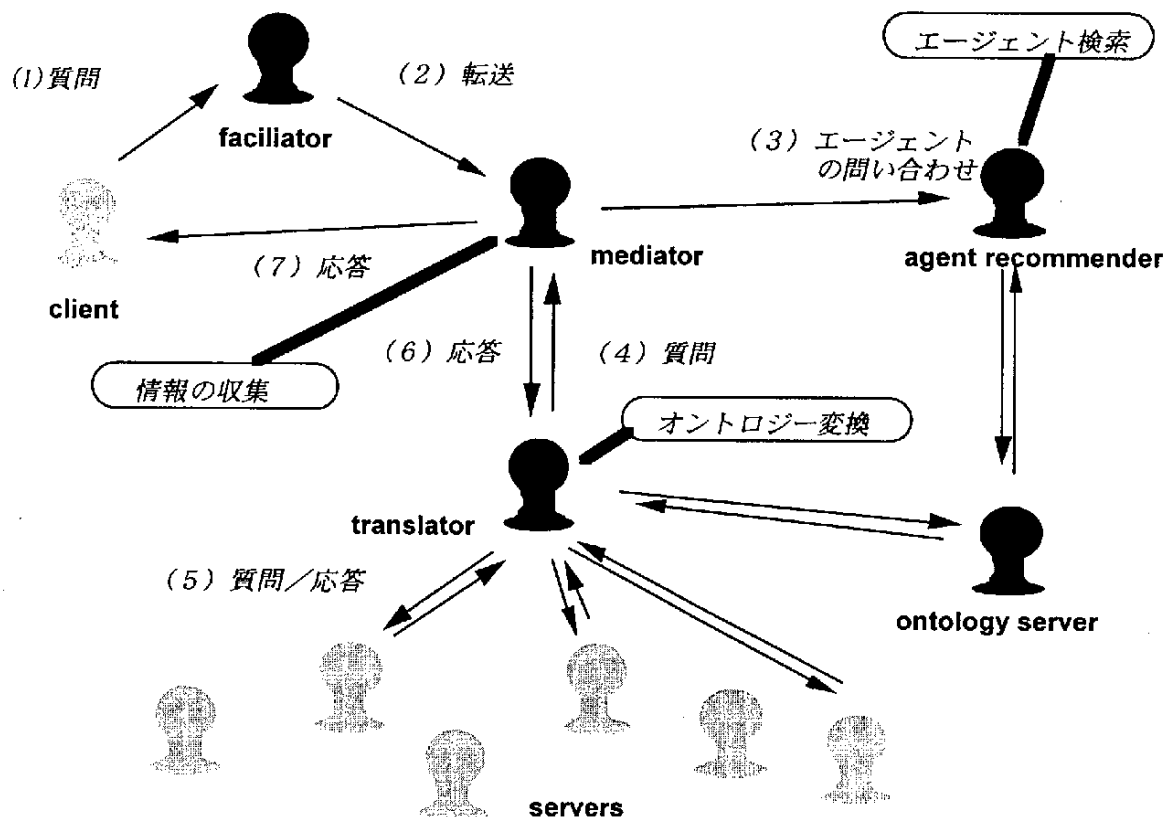 エージェント検索
(1)質問
(2)転送
faciliator
(3)エージェント
の問い合わせ
mediator
agent recommender
(7)応答
client
(6)応答
(4)質問
情報の収集
オントロジー変換
translator
(5)質問/応答
ontology server
servers